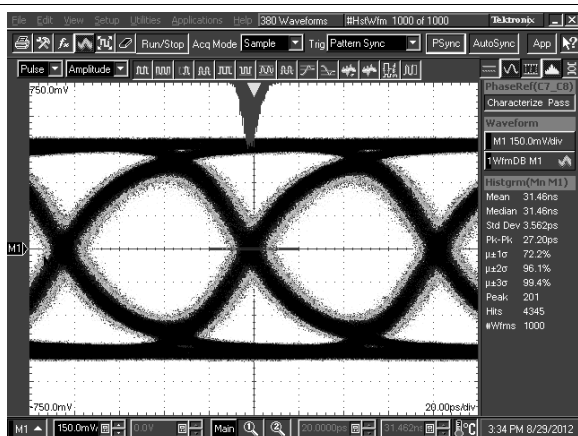 File Edit View Setup Utilities Applications Help 380 Waveforms #HstWfm 1000 of 1000 Tektronix
Run/Stop Acq Mode Sample Trig Pattern Sync PSync AutoSync App
Pulse Amplitude
750.0mV
PhaseRef(C7_C8)
Characterize Pass
Waveform
M1 150.0mV/div
1WfmDB M1
Histgrm(Mn M1)
Mean 31.46ns
Median 31.46ns
Std Dev 3.562ps
Pk-Pk 27.20ps
µ±1σ 72.2%
µ±2σ 96.1%
µ±3σ 99.4%
Peak 201
Hits 4345
#Wfms 1000
M1
-750.0mV
20.00ps/div
M1 150.0mV/ 0.0V Main 1 2 20.0000ps 31.462n °C 3:34 PM 8/29/2012